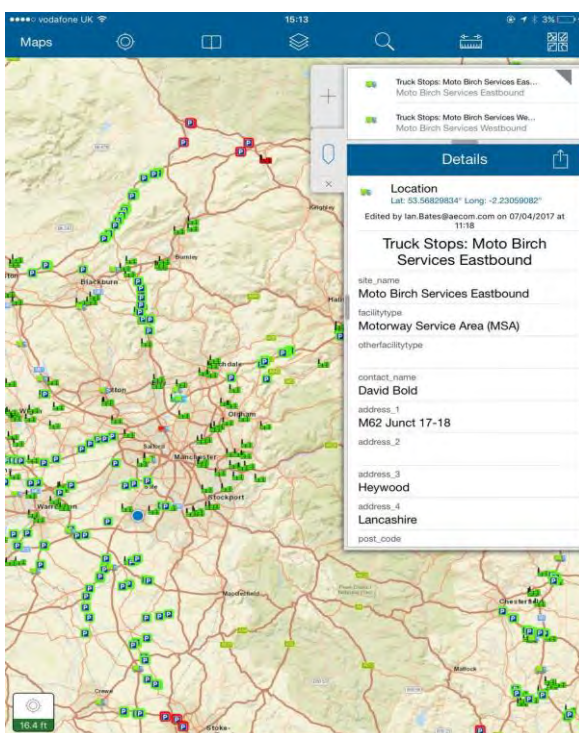 vodafone UK
15:13
3%
Maps
Truck Stops: Moto Birch Services Eas...
Moto Birch Services Eastbound
Truck Stops: Moto Birch Services We...
Moto Birch Services Westbound
Details
Location
Lat: 53.56829834° Long: -2.23059082°
Edited by Ian.Bates@aecom.com on 07/04/2017 at
11:18
Truck Stops: Moto Birch
Services Eastbound
site_name
Moto Birch Services Eastbound
facilitytype
Motorway Service Area (MSA)
otherfacilitytype
contact_name
David Bold
address_1
M62 Junct 17-18
address_2
address_3
Heywood
address_4
Lancashire
post_code
Keighley
Burnley
Blackburn
Oldham
Salford
Manchester
Stockport
Macclesfield
Matlock
Crewe
Stoke-
16.4 ft